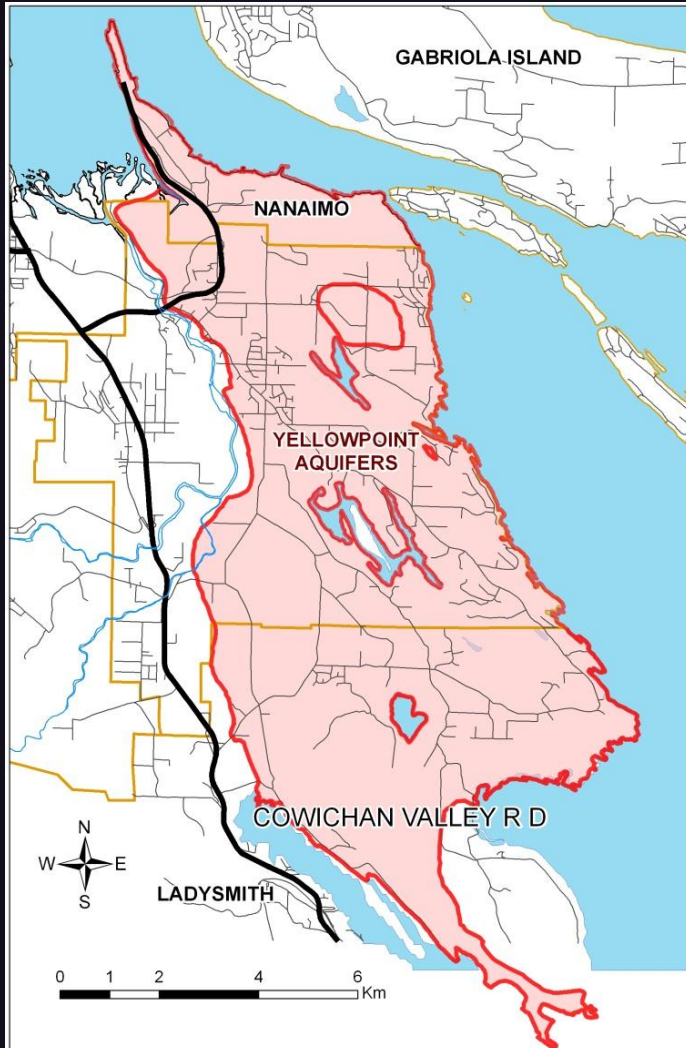 GABRIOLA ISLAND
NANAIMO
YELLOWPOINT
AQUIFERS
COWICHAN VALLEY R D
N
W E
S
LADYSMITH
0 1 2 4 6
Km